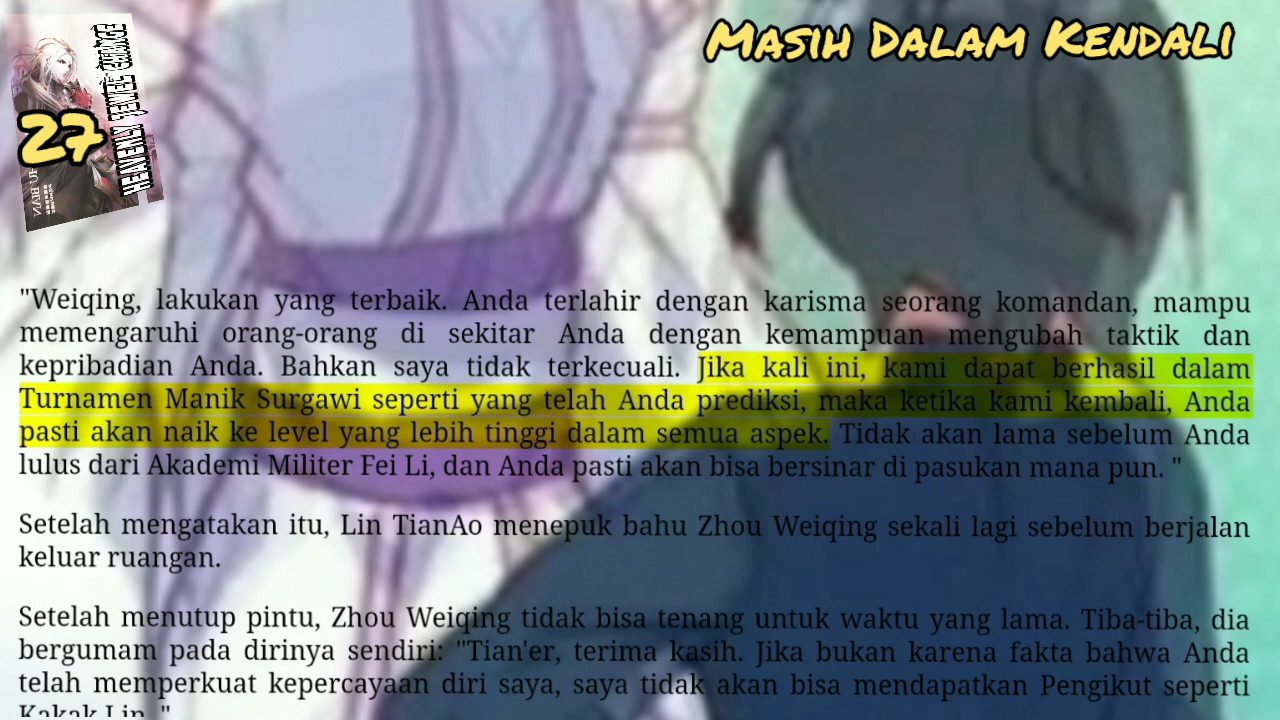 Masih Dalam Kendali
27
HEAVENLY JEWEL CHANGE
"Weiqing, lakukan yang terbaik. Anda terlahir dengan karisma seorang komandan, mampu
memengaruhi orang-orang di sekitar Anda dengan kemampuan mengubah taktik dan
kepribadian Anda. Bahkan saya tidak terkecuali. Jika kali ini, kami dapat berhasil dalam
Turnamen Manik Surgawi seperti yang telah Anda prediksi, maka ketika kami kembali, Anda
pasti akan naik ke level yang lebih tinggi dalam semua aspek. Tidak akan lama sebelum Anda
lulus dari Akademi Militer Fei Li, dan Anda pasti akan bisa bersinar di pasukan mana pun. "
Setelah mengatakan itu, Lin TianAo menepuk bahu Zhou Weiqing sekali lagi sebelum berjalan
keluar ruangan.
Setelah menutup pintu, Zhou Weiqing tidak bisa tenang untuk waktu yang lama. Tiba-tiba, dia
bergumam pada dirinya sendiri: "Tian'er, terima kasih. Jika bukan karena fakta bahwa Anda
telah memperkuat kepercayaan diri saya, saya tidak akan bisa mendapatkan Pengikut seperti
Kakak Lin. "